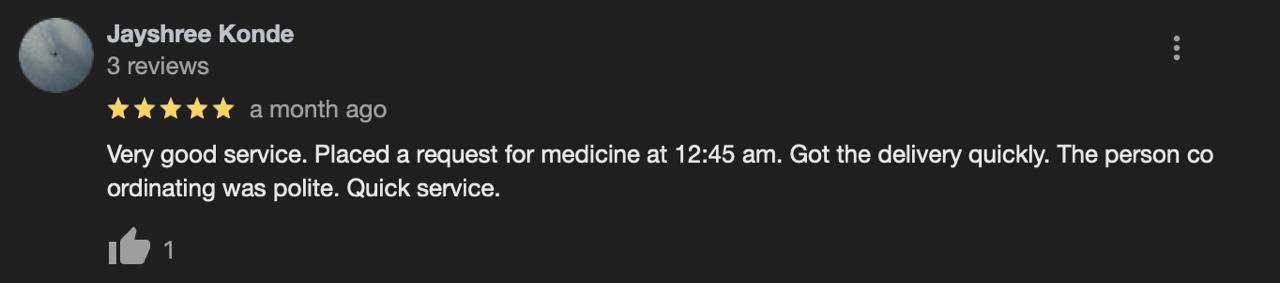 Jayshree Konde
3 reviews
a month ago
Very good service. Placed a request for medicine at 12:45 am. Got the delivery quickly. The person co
ordinating was polite. Quick service.
1